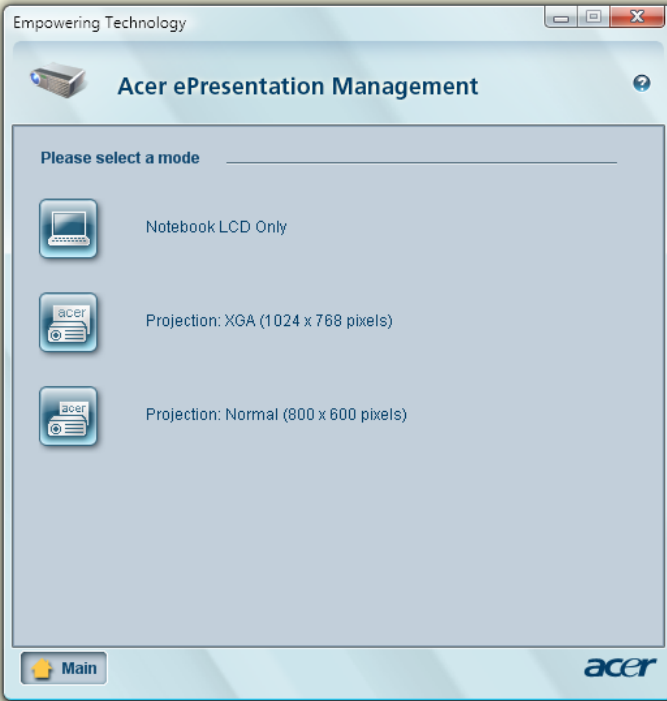 Empowering Technology
Acer ePresentation Management
Please select a mode
Notebook LCD Only
acer
Projection: XGA (1024 x 768 pixels)
acer
Projection: Normal (800 x 600 pixels)
Main
acer